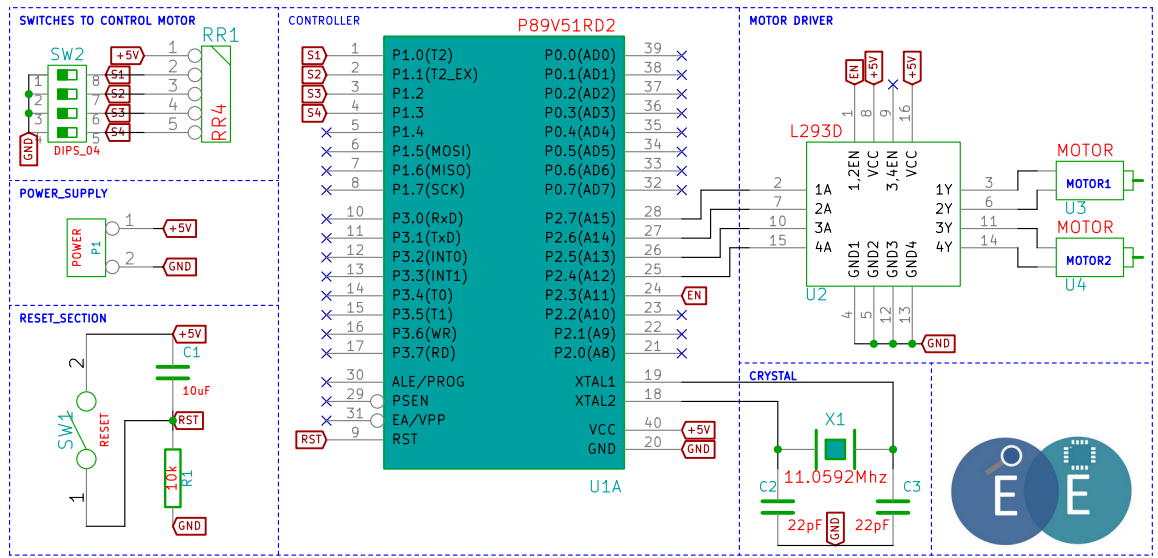 SWITCHES TO CONTROL MOTOR
SW2
+5V
1
RR1
1
8
S1
2
2
7
S2
3
3
6
S3
4
4
5
S4
5
GND
DIPS_04
RR4
POWER_SUPPLY
POWER
P1
1
+5V
2
GND
RESET_SECTION
+5V
C1
2
10uF
SW1
RESET
RST
10k
R1
1
GND
CONTROLLER
P89V51RD2
S1
1
P1.0(T2)
P0.0(AD0)
39
S2
2
P1.1(T2_EX)
P0.1(AD1)
38
S3
3
P1.2
P0.2(AD2)
37
S4
4
P1.3
P0.3(AD3)
36
5
P1.4
P0.4(AD4)
35
6
P1.5(MOSI)
P0.5(AD5)
34
7
P1.6(MISO)
P0.6(AD6)
33
8
P1.7(SCK)
P0.7(AD7)
32
10
P3.0(RxD)
P2.7(A15)
28
11
P3.1(TxD)
P2.6(A14)
27
12
P3.2(INT0)
P2.5(A13)
26
13
P3.3(INT1)
P2.4(A12)
25
14
P3.4(T0)
P2.3(A11)
24
EN
15
P3.5(T1)
P2.2(A10)
23
16
P3.6(WR)
P2.1(A9)
22
17
P3.7(RD)
P2.0(A8)
21
30
ALE/PROG
XTAL1
19
29
PSEN
XTAL2
18
31
EA/VPP
VCC
40
+5V
RST
9
RST
GND
20
GND
U1A
MOTOR DRIVER
EN
+5V
+5V
1
8
9
16
L293D
1,2EN
VCC
3,4EN
VCC
2
1A
1Y
3
7
2A
2Y
6
10
3A
3Y
11
15
4A
4Y
14
GND1
GND2
GND3
GND4
U2
4
5
12
13
GND
MOTOR
MOTOR1
U3
MOTOR
MOTOR2
U4
CRYSTAL
X1
11.0592Mhz
C2
C3
22pF
GND
22pF
E
E